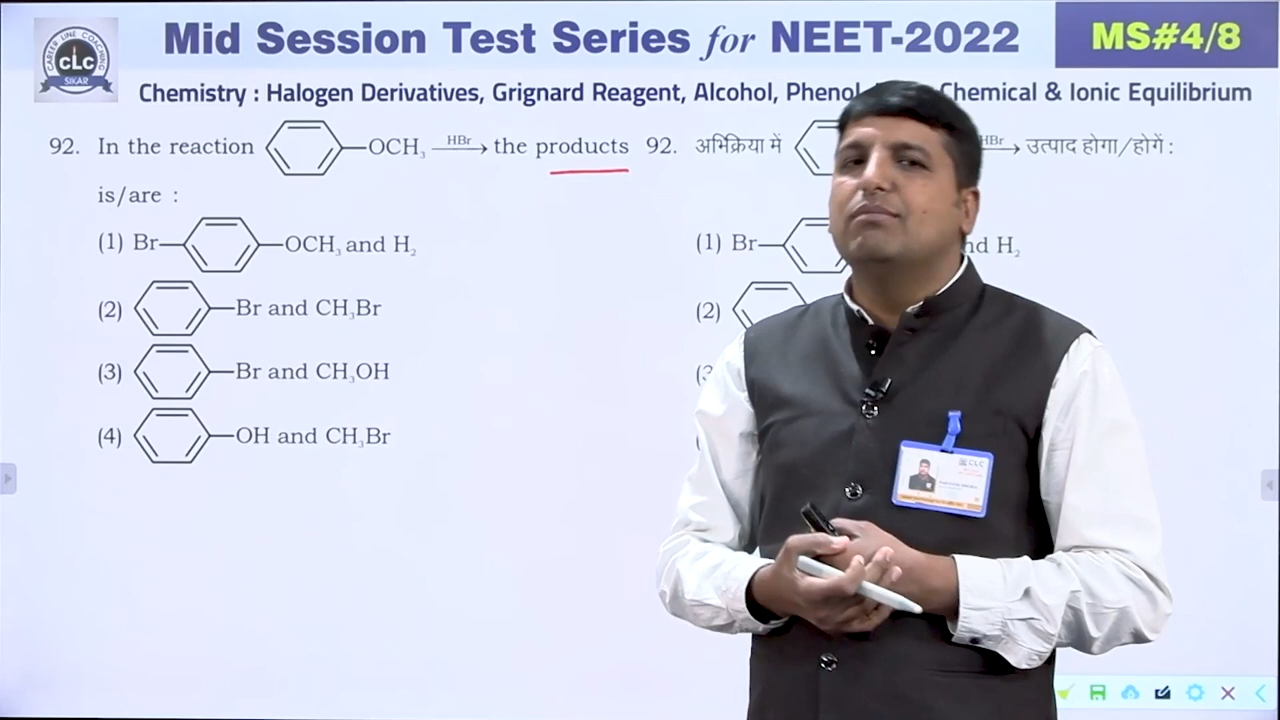 Mid Session Test Series for NEET-2022
MS#4/8
CAREER LINE COACHING
CLC
SIKAR
Chemistry : Halogen Derivatives, Grignard Reagent, Alcohol, Phenol Chemical & Ionic Equilibrium
92. In the reaction OCH₃ HBr → the products
is/are :
(1) Br OCH₃ and H₂
(2) Br and CH₃Br
(3) Br and CH₃OH
(4) OH and CH₃Br
92. अभिक्रिया में HBr → उत्पाद होगा/होगें :
(1) Br nd H₂
(2)
CLC